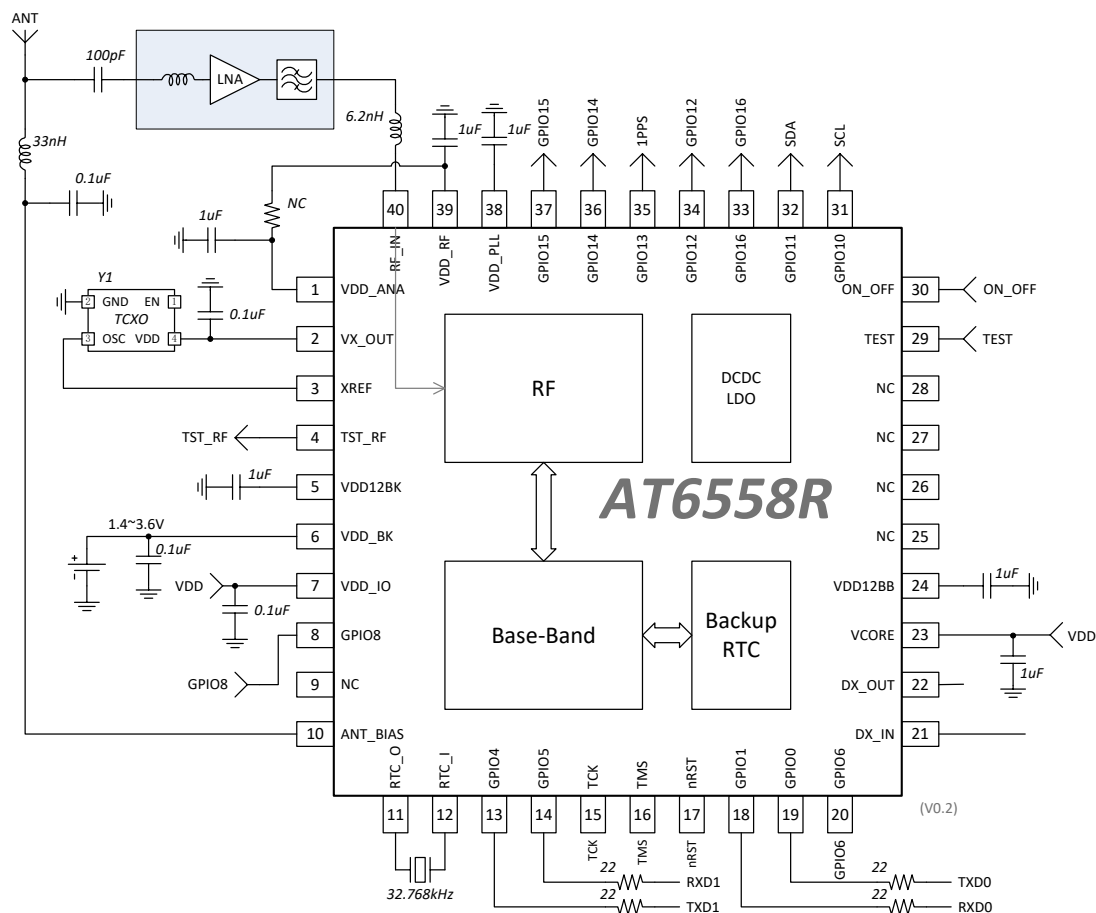 ANT
100pF
LNA
6.2nH
33nH
0.1uF
1uF
1uF
NC
1uF
GPIO15
GPIO14
1PPS
GPIO12
GPIO16
SDA
SCL
40
39
38
37
36
35
34
33
32
31
RF_IN
VDD_RF
VDD_PLL
GPIO15
GPIO14
GPIO13
GPIO12
GPIO16
GPIO11
GPIO10
Y1
2 GND EN 1
TCXO
3 OSC VDD 4
0.1uF
1 VDD_ANA
2 VX_OUT
3 XREF
TST_RF 4 TST_RF
1uF
5 VDD12BK
1.4~3.6V
+
-
0.1uF
6 VDD_BK
VDD 7 VDD_IO
0.1uF
8 GPIO8
GPIO8
9 NC
10 ANT_BIAS
ON_OFF 30 ON_OFF
TEST 29 TEST
NC 28
NC 27
NC 26
NC 25
VDD12BB 24
1uF
VCORE 23 VDD
1uF
DX_OUT 22
DX_IN 21
RF
DCDC
LDO
AT6558R
Base-Band
Backup
RTC
RTC_O
RTC_I
GPIO4
GPIO5
TCK
TMS
nRST
GPIO1
GPIO0
GPIO6
11
12
13
14
15
16
17
18
19
20
(V0.2)
TCK
TMS
nRST
GPIO6
32.768kHz
22 RXD1
22 TXD1
22 TXD0
22 RXD0